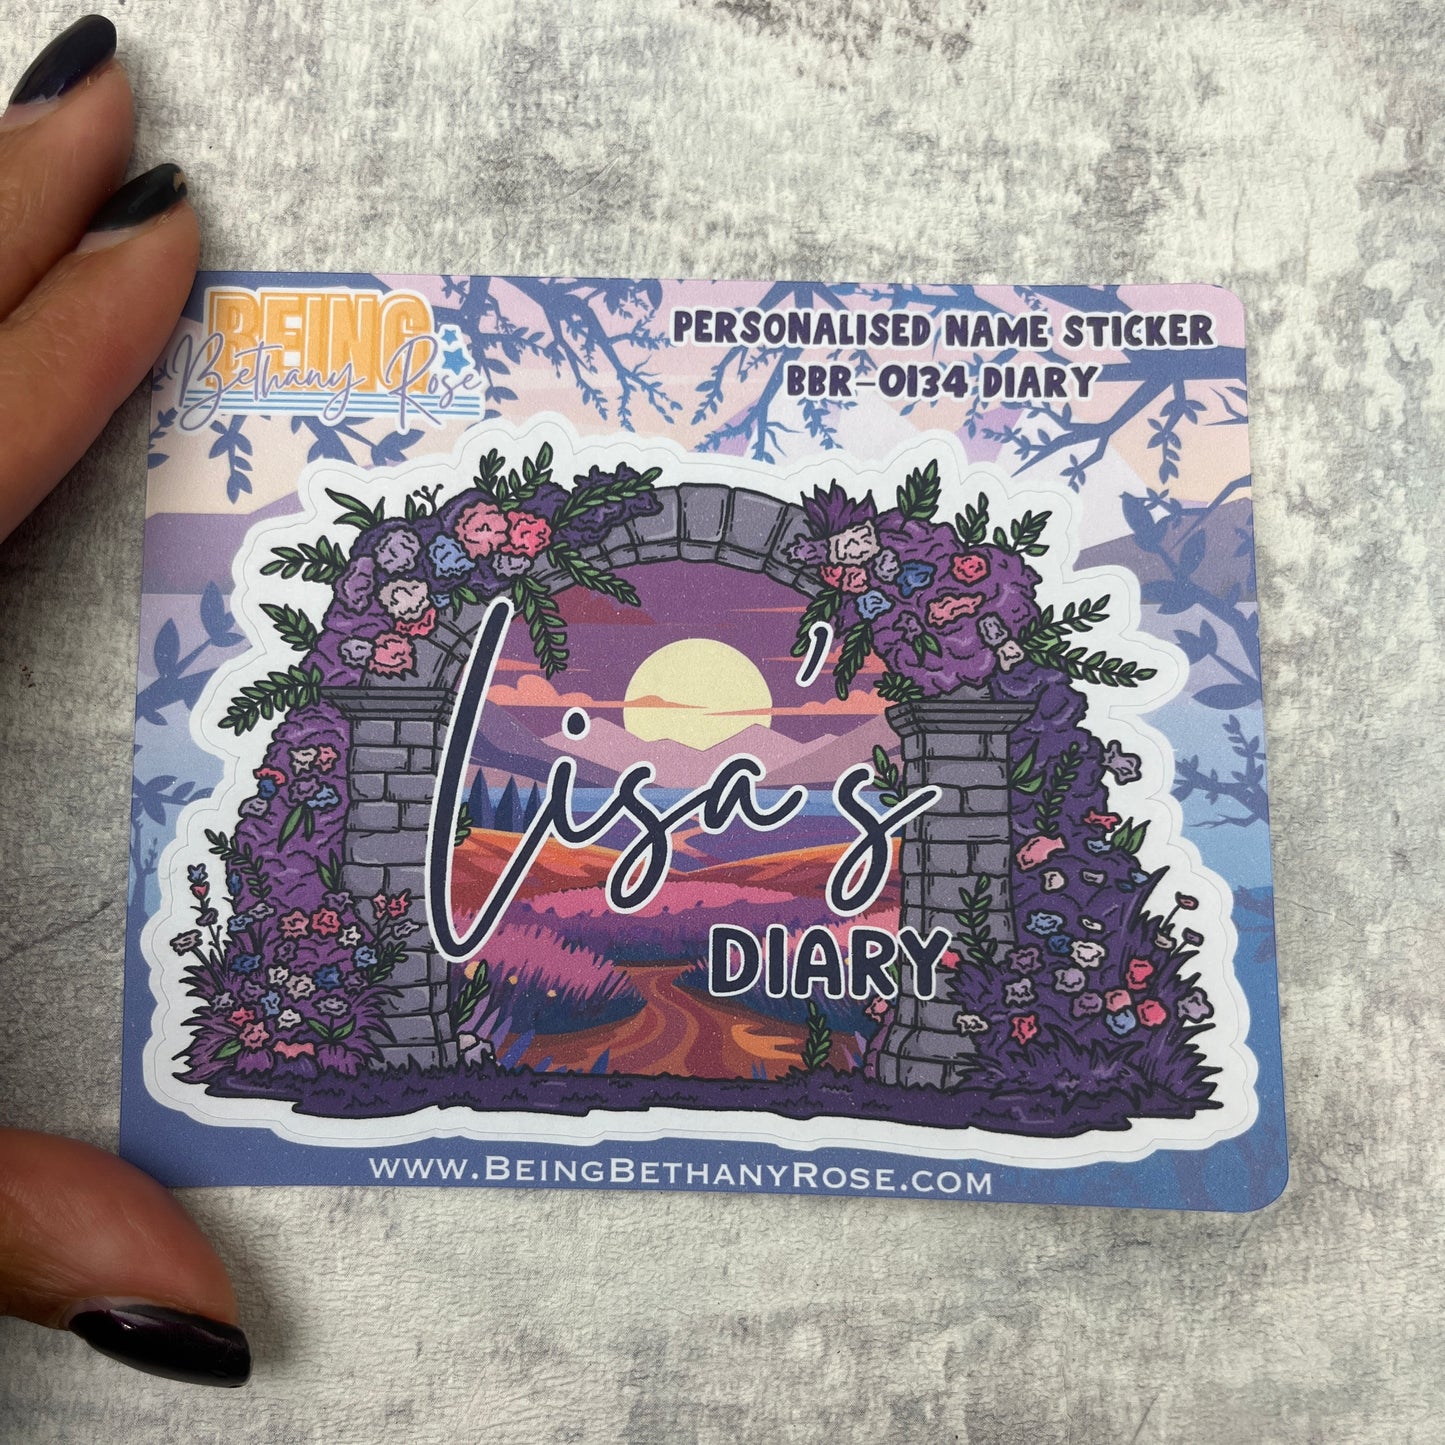 BEING
Bethany Rose
PERSONALISED NAME STICKER
BBR-0134 DIARY
Lisa's
DIARY
www.BeingBethanyRose.com